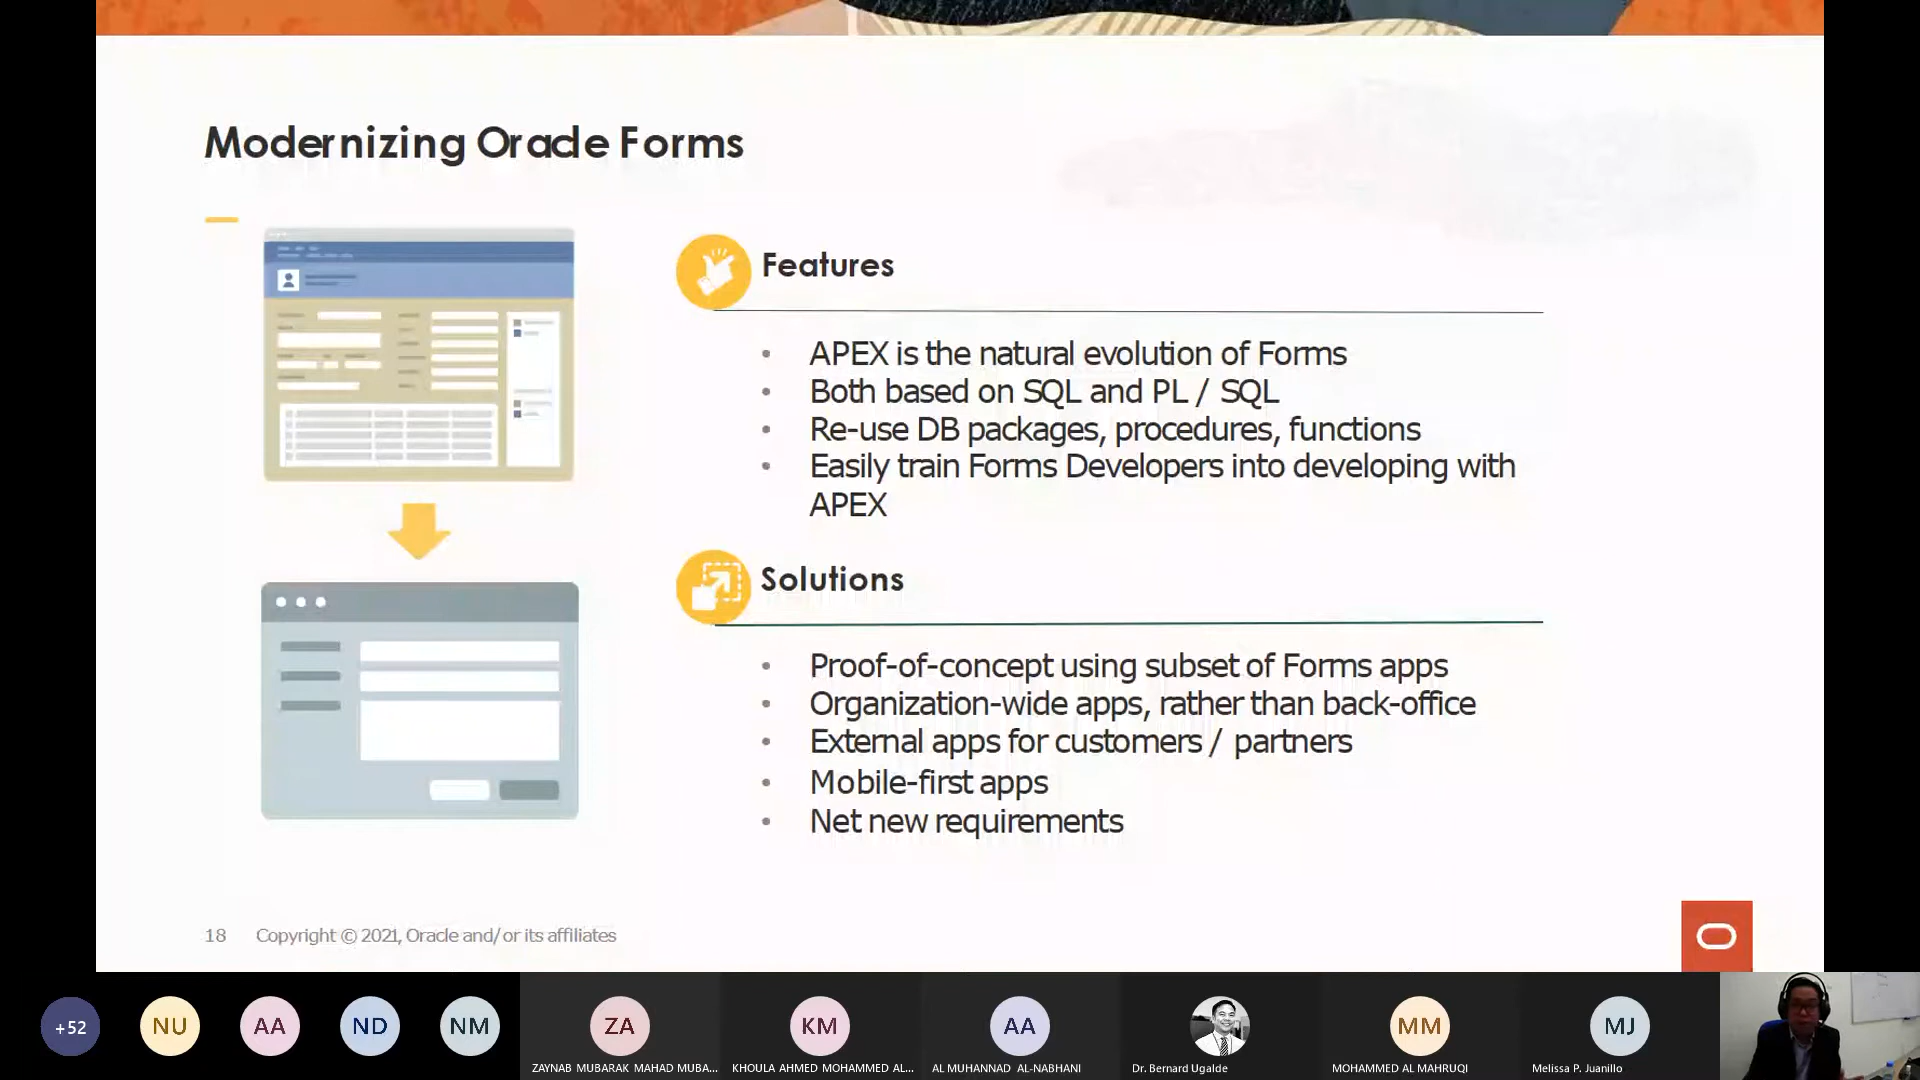 Modernizing Oracle Forms
Features
• APEX is the natural evolution of Forms
• Both based on SQL and PL / SQL
• Re-use DB packages, procedures, functions
• Easily train Forms Developers into developing with
APEX
Solutions
• Proof-of-concept using subset of Forms apps
• Organization-wide apps, rather than back-office
• External apps for customers / partners
• Mobile-first apps
• Net new requirements
18 Copyright © 2021, Oracle and/or its affiliates
+52 NU AA ND NM ZA KM AA MM MJ
ZAYNAB MUBARAK MAHAD MUBA... KHOULA AHMED MOHAMMED AL... AL MUHANNAD AL-NABHANI Dr. Bernard Ugalde MOHAMMED AL MAHRUQI Melissa P. Juanillo